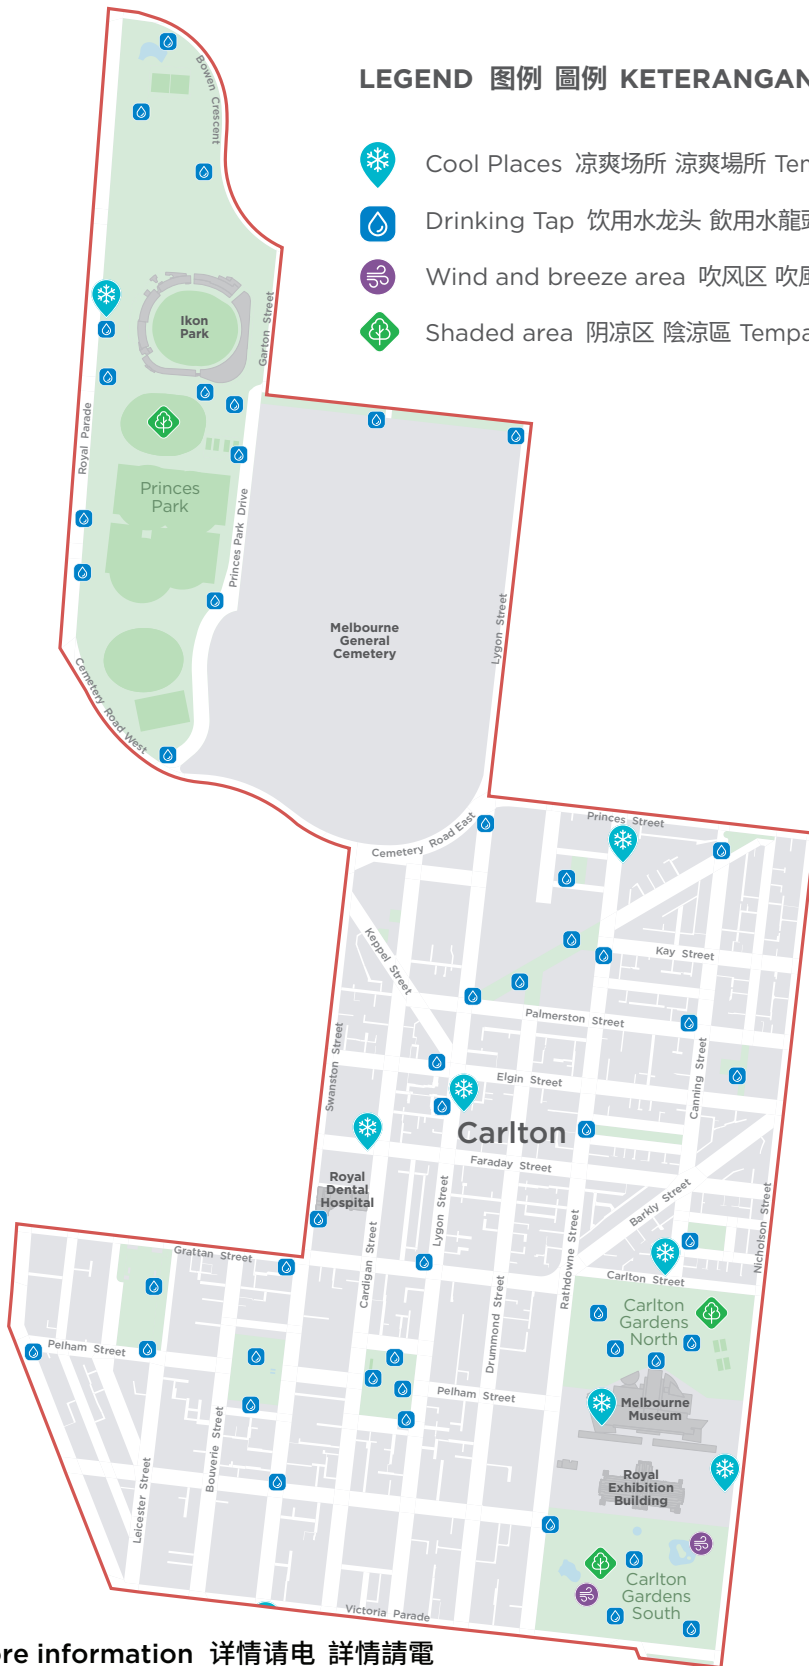 LEGEND 图例 圖例 KETERANGAN
Cool Places 凉爽场所 涼爽場所
Drinking Tap 饮用水龙头 飲用水龍頭
Wind and breeze area 吹风区
Shaded area 阴凉区 陰涼區
Bowen Crescent
Ikon
Park
Garton Street
Royal Parade
Princes
Park
Princes Park Drive
Melbourne
General
Cemetery
Lygon Street
Cemetery Road West
Cemetery Road East
Princes Street
Keppel Street
Kay Street
Palmerston Street
Swanston Street
Elgin Street
Canning Street
Carlton
Faraday Street
Royal
Dental
Hospital
Lygon Street
Barkly Street
Nicholson Street
Grattan Street
Cardigan Street
Rathdowne Street
Carlton Street
Carlton
Gardens
North
Drummond Street
Pelham Street
Pelham Street
Melbourne
Museum
Bouverie Street
Leicester Street
Royal
Exhibition
Building
Carlton
Gardens
South
Victoria Parade
information 详情请电 詳情請電